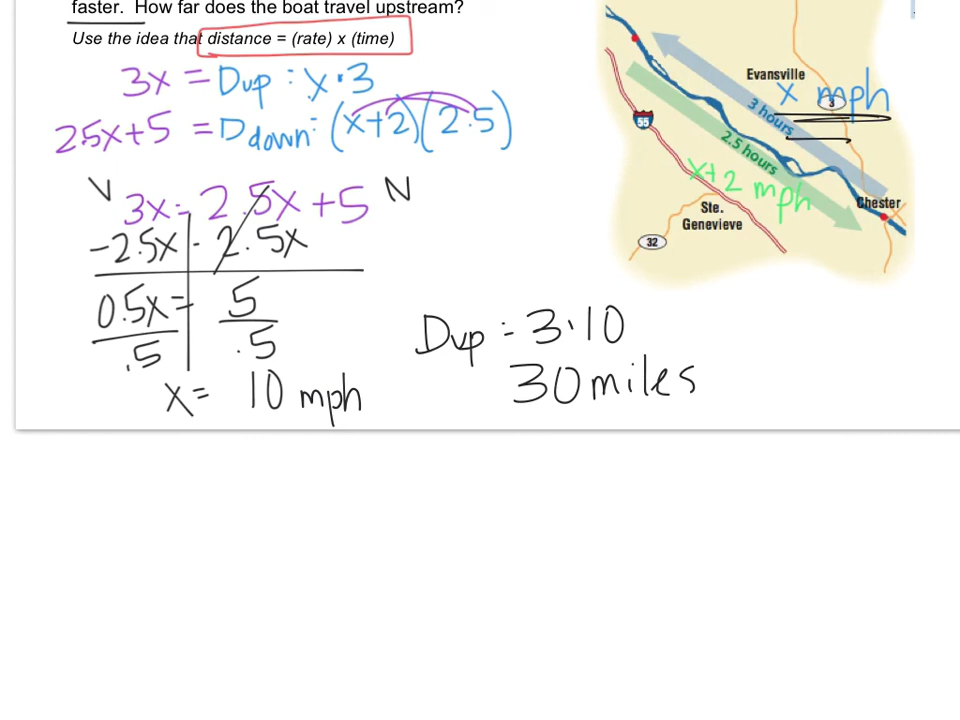 faster. How far does the boat travel upstream?
Use the idea that distance = (rate) x (time)
3x = Dup : x · 3
25x+5 = D down: (x+2)(2.5)
V 3x = 2.5x +5 N
-2.5x - 2.5x
0.5x = 5
.5 .5
x = 10 mph
Dup = 3·10
30 miles
Evansville
x mph
3
3 hours
55
2.5 hours
x+2 mph
Chester
Ste.
Genevieve
32